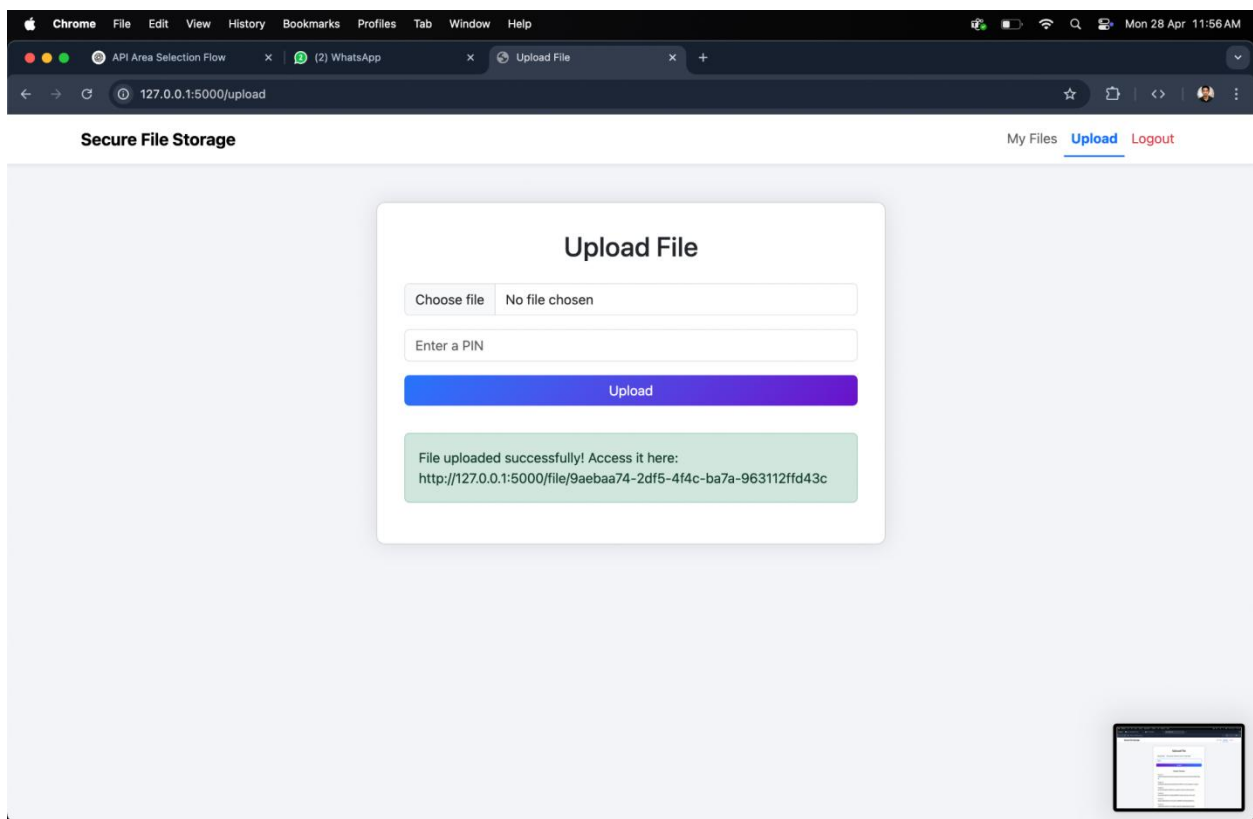 Chrome File Edit View History Bookmarks Profiles Tab Window Help Mon 28 Apr 11:56 AM
API Area Selection Flow (2) WhatsApp Upload File
127.0.0.1:5000/upload
Secure File Storage My Files Upload Logout
Upload File
Choose file No file chosen
Enter a PIN
Upload
File uploaded successfully! Access it here:
http://127.0.0.1:5000/file/9aebaa74-2df5-4f4c-ba7a-963112ffd43c